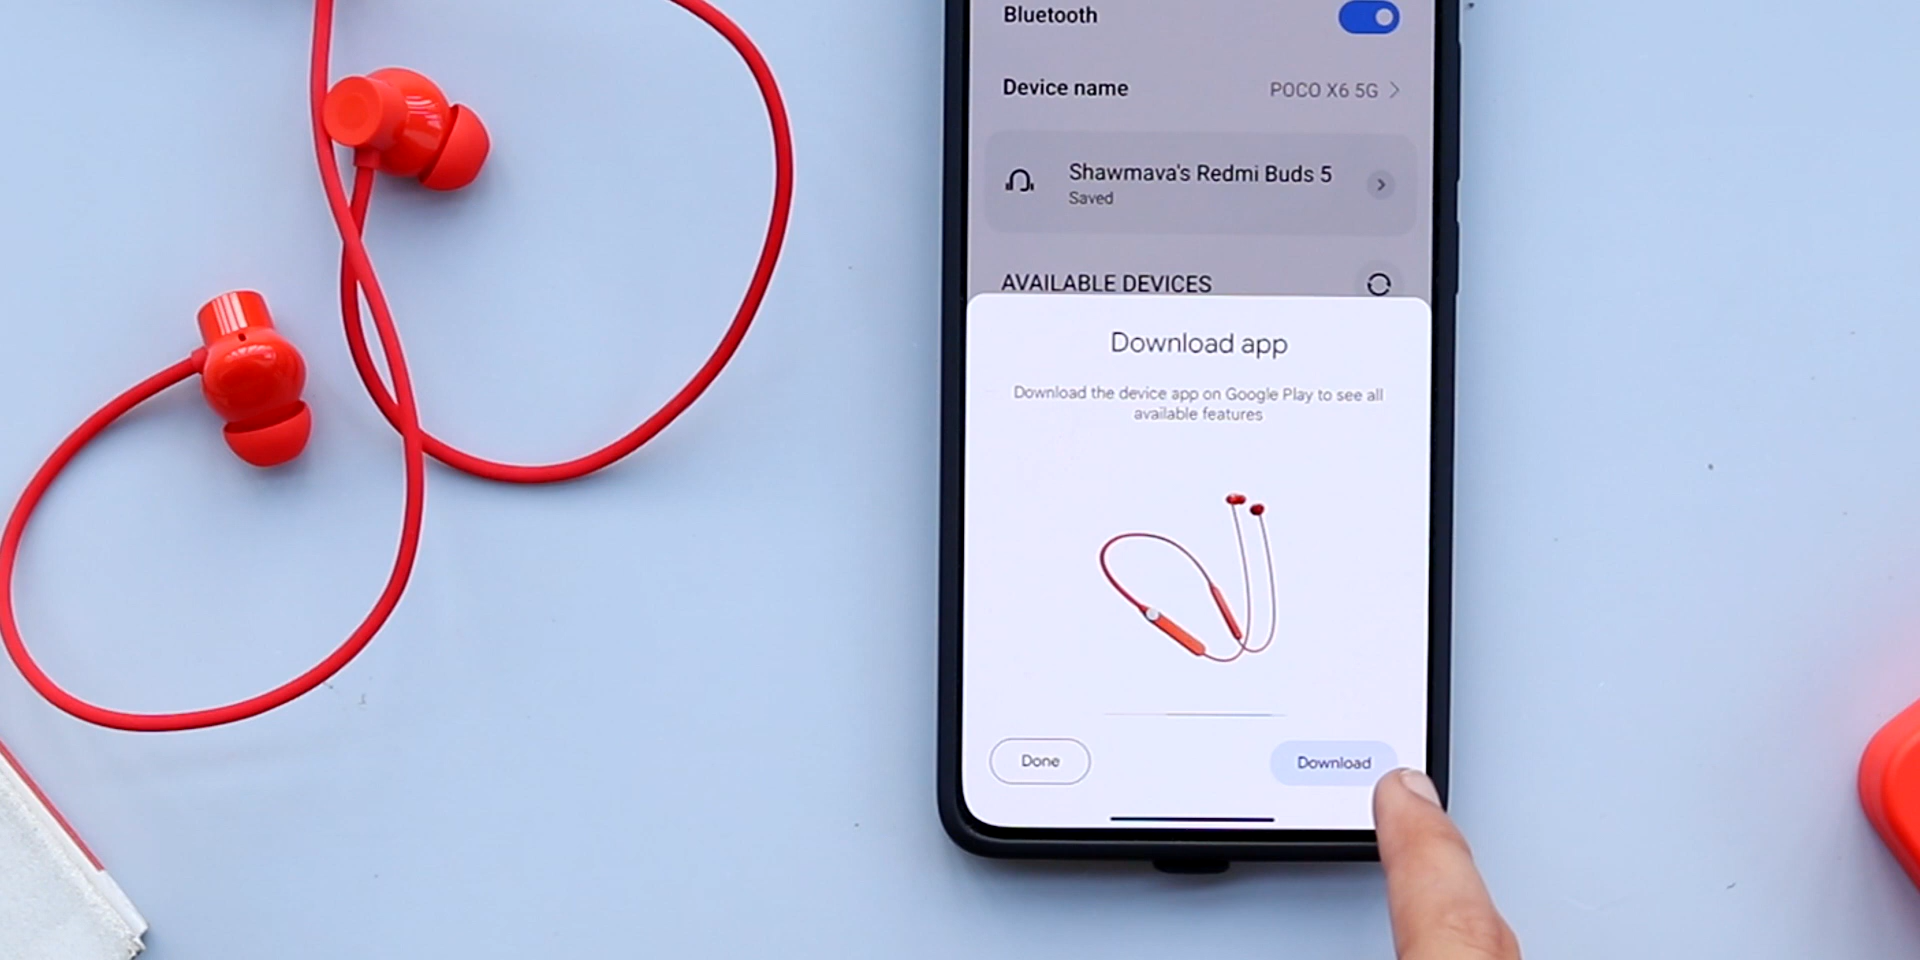 Bluetooth
Device name
POCO X6 5G
Shawmava's Redmi Buds 5
Saved
AVAILABLE DEVICES
Download app
Download the device app on Google Play to see all
available features
Done
Download